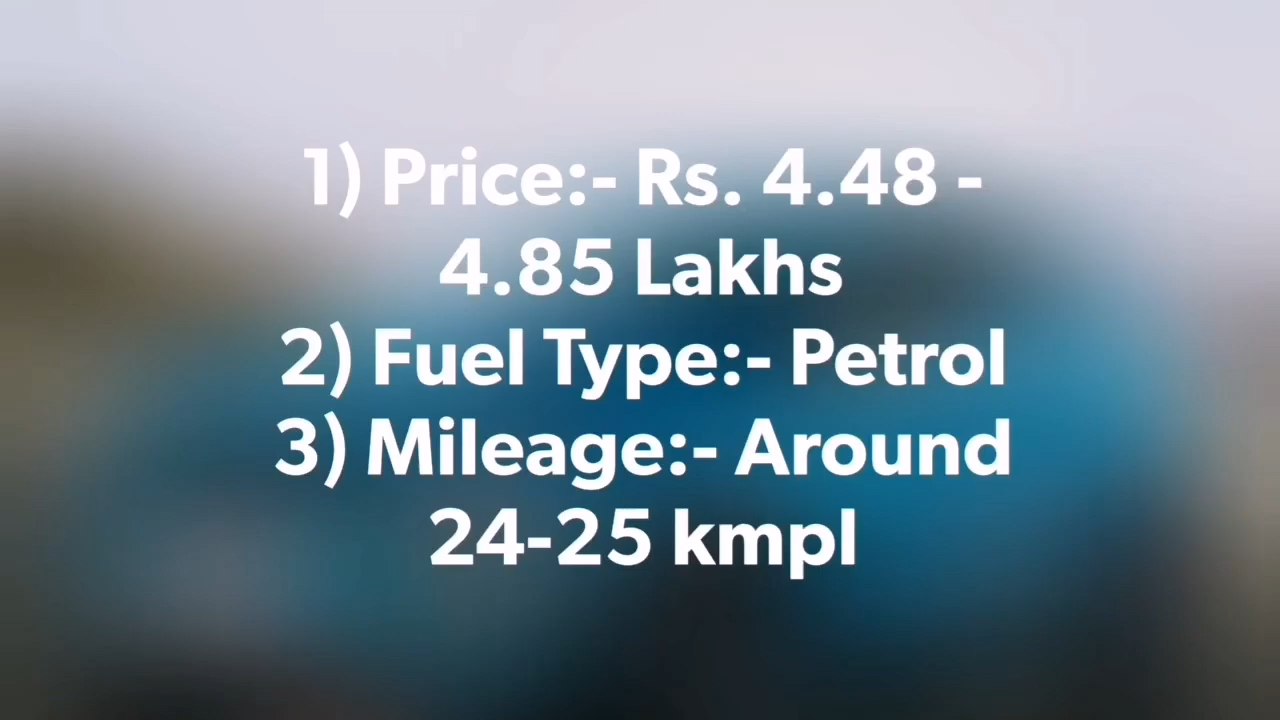 1) Price:- Rs. 4.48 -
4.85 Lakhs
2) Fuel Type:- Petrol
3) Mileage:- Around
24-25 kmpl